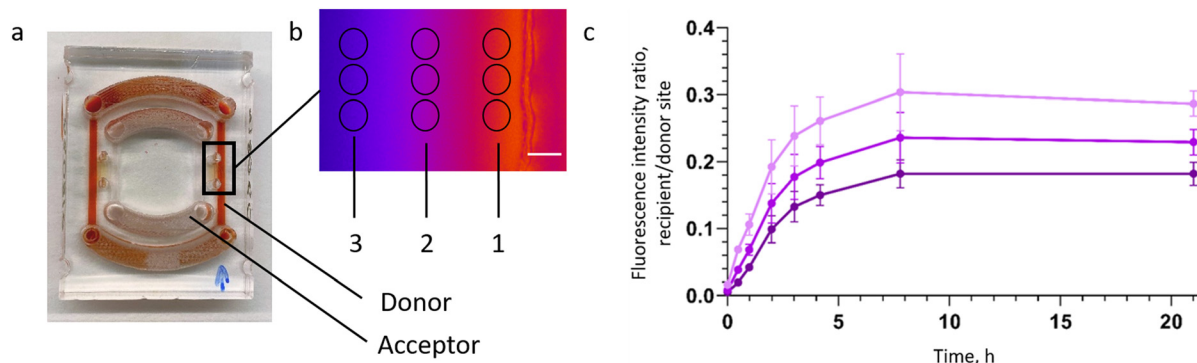 a
b
3
2
1
Donor
Acceptor
c
Fluorescence intensity ratio,
recipient/donor site
0.4
0.3
0.2
0.1
0.0
0
5
10
15
20
Time, h